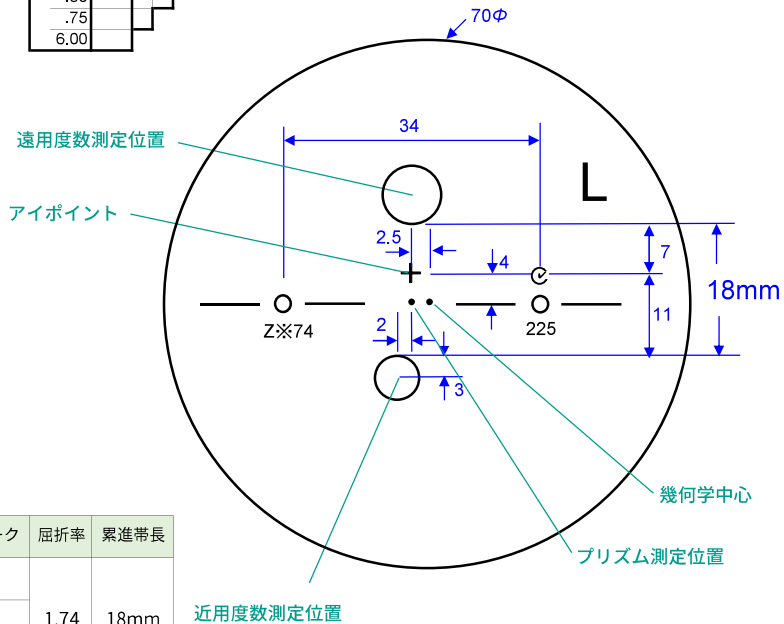 .75
6.00
70Φ
遠用度数測定位置
34
L
アイポイント
2.5
4
7
18mm
11
Z※74
225
2
3
幾何学中心
プリズム測定位置
近用度数測定位置
ーク 屈折率 累進帯長
1.74 18mm